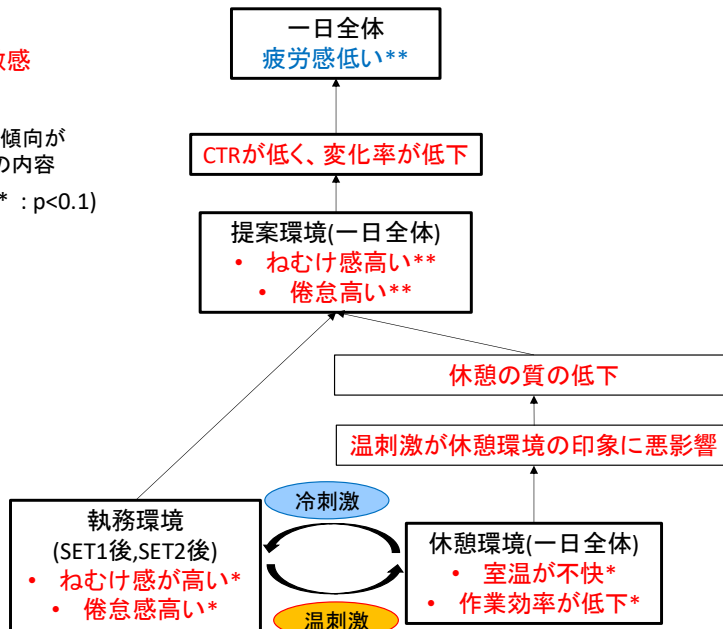 一日全体
疲労感低い**
敏感
傾向が
の内容
* : p<0.1)
CTRが低く、変化率が低下
提案環境(一日全体)
• ねむけ感高い**
• 倦怠高い**
休憩の質の低下
温刺激が休憩環境の印象に悪影響
冷刺激
執務環境
(SET1後,SET2後)
• ねむけ感が高い*
• 倦怠感高い*
休憩環境(一日全体)
• 室温が不快*
• 作業効率が低下*
温刺激